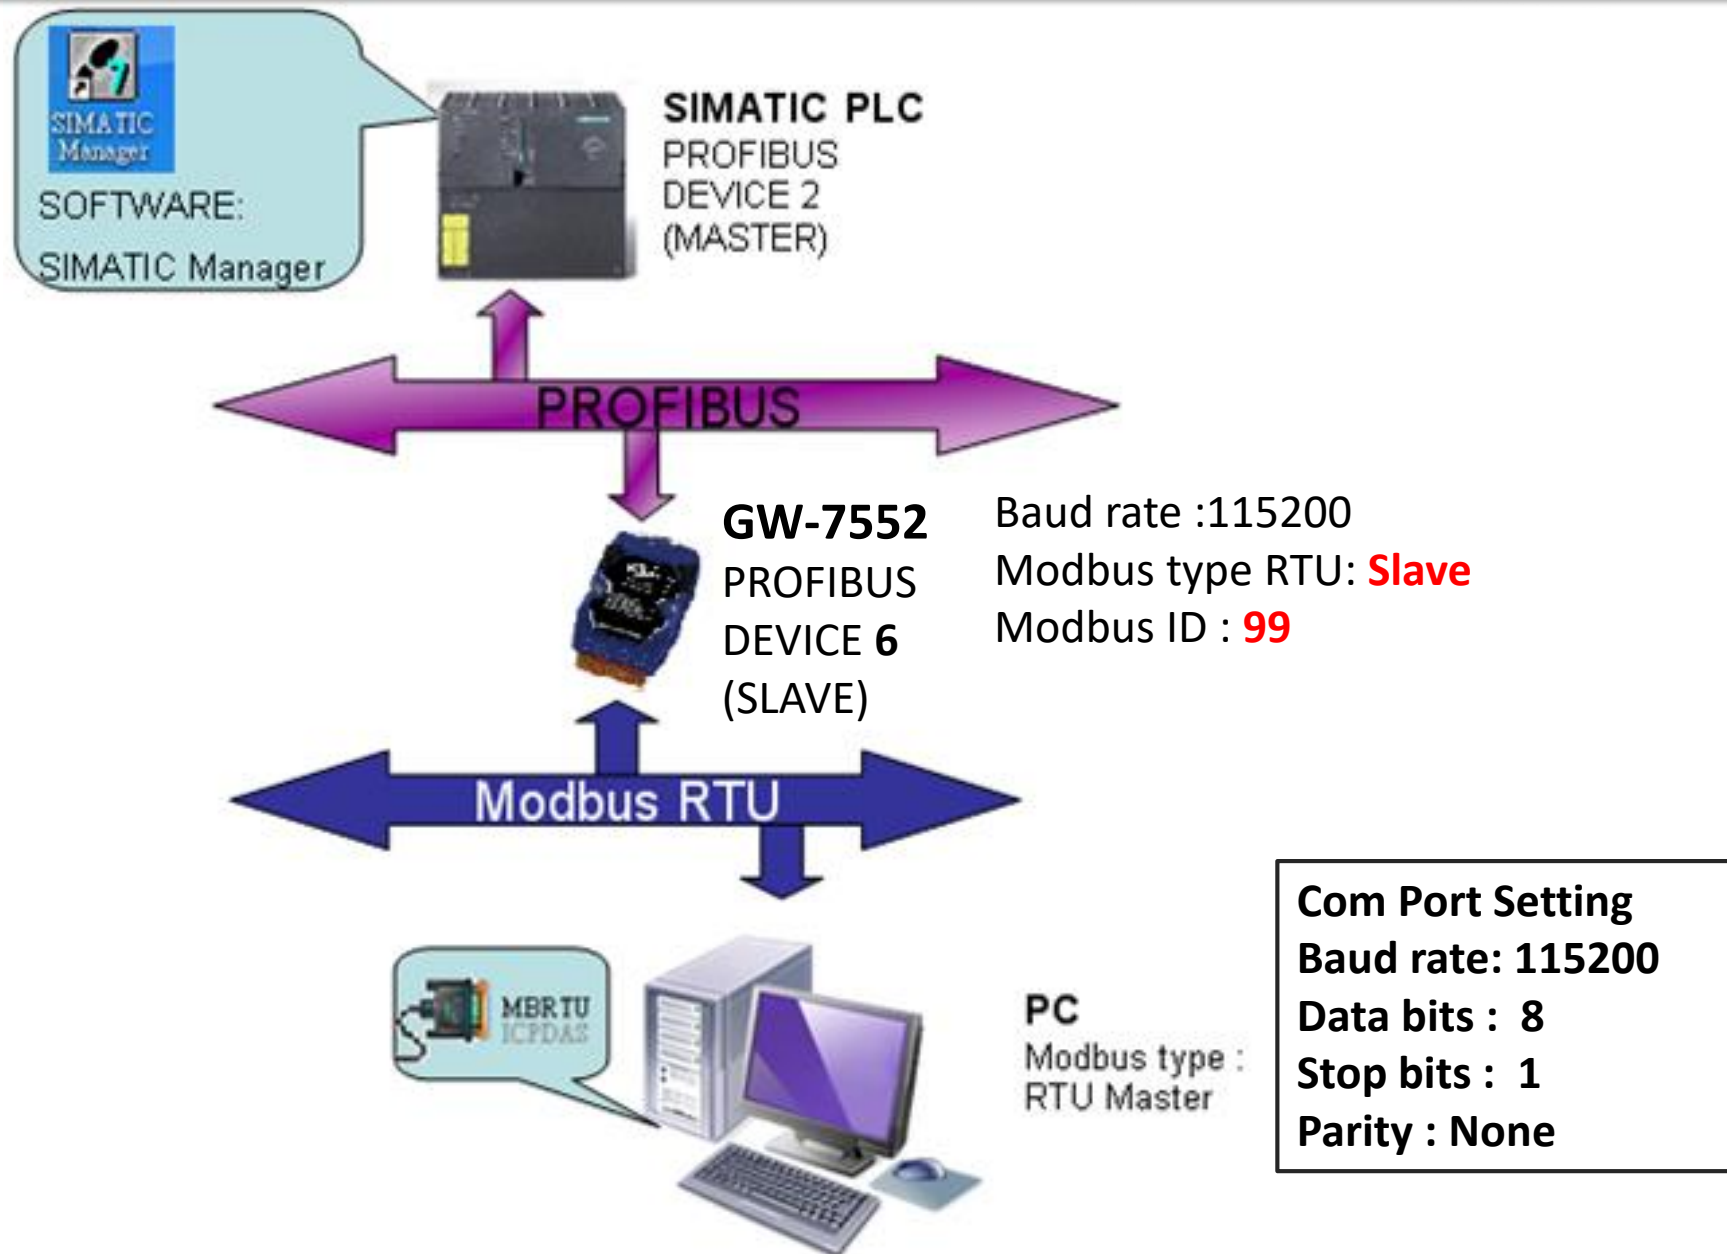 SIMATIC
Manager
SOFTWARE:
SIMATIC Manager
SIMATIC PLC
PROFIBUS
DEVICE 2
(MASTER)
PROFIBUS
GW-7552
PROFIBUS
DEVICE 6
(SLAVE)
Baud rate :115200
Modbus type RTU: Slave
Modbus ID : 99
Modbus RTU
MBRTU
ICPDAS
PC
Modbus type :
RTU Master
Com Port Setting
Baud rate: 115200
Data bits : 8
Stop bits : 1
Parity : None